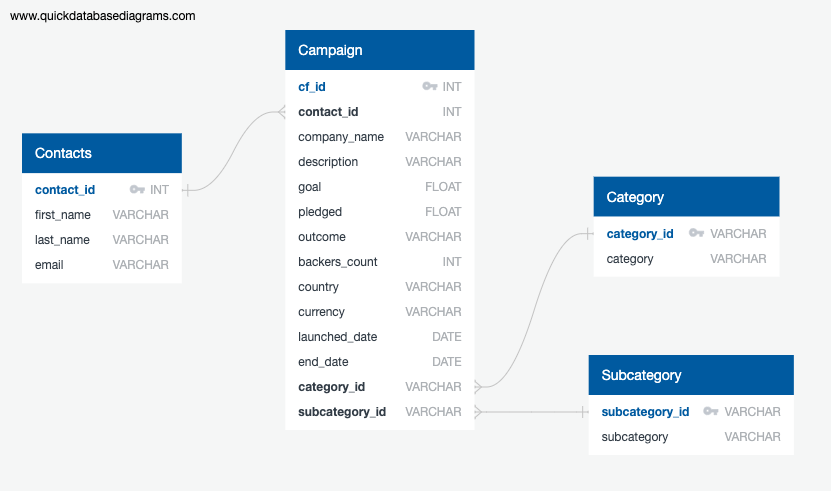 www.quickdatabasediagrams.com
Campaign
cf_id INT
contact_id INT
company_name VARCHAR
description VARCHAR
goal FLOAT
pledged FLOAT
outcome VARCHAR
backers_count INT
country VARCHAR
currency VARCHAR
launched_date DATE
end_date DATE
category_id VARCHAR
subcategory_id VARCHAR
Contacts
contact_id INT
first_name VARCHAR
last_name VARCHAR
email VARCHAR
Category
category_id VARCHAR
category VARCHAR
Subcategory
subcategory_id VARCHAR
subcategory VARCHAR